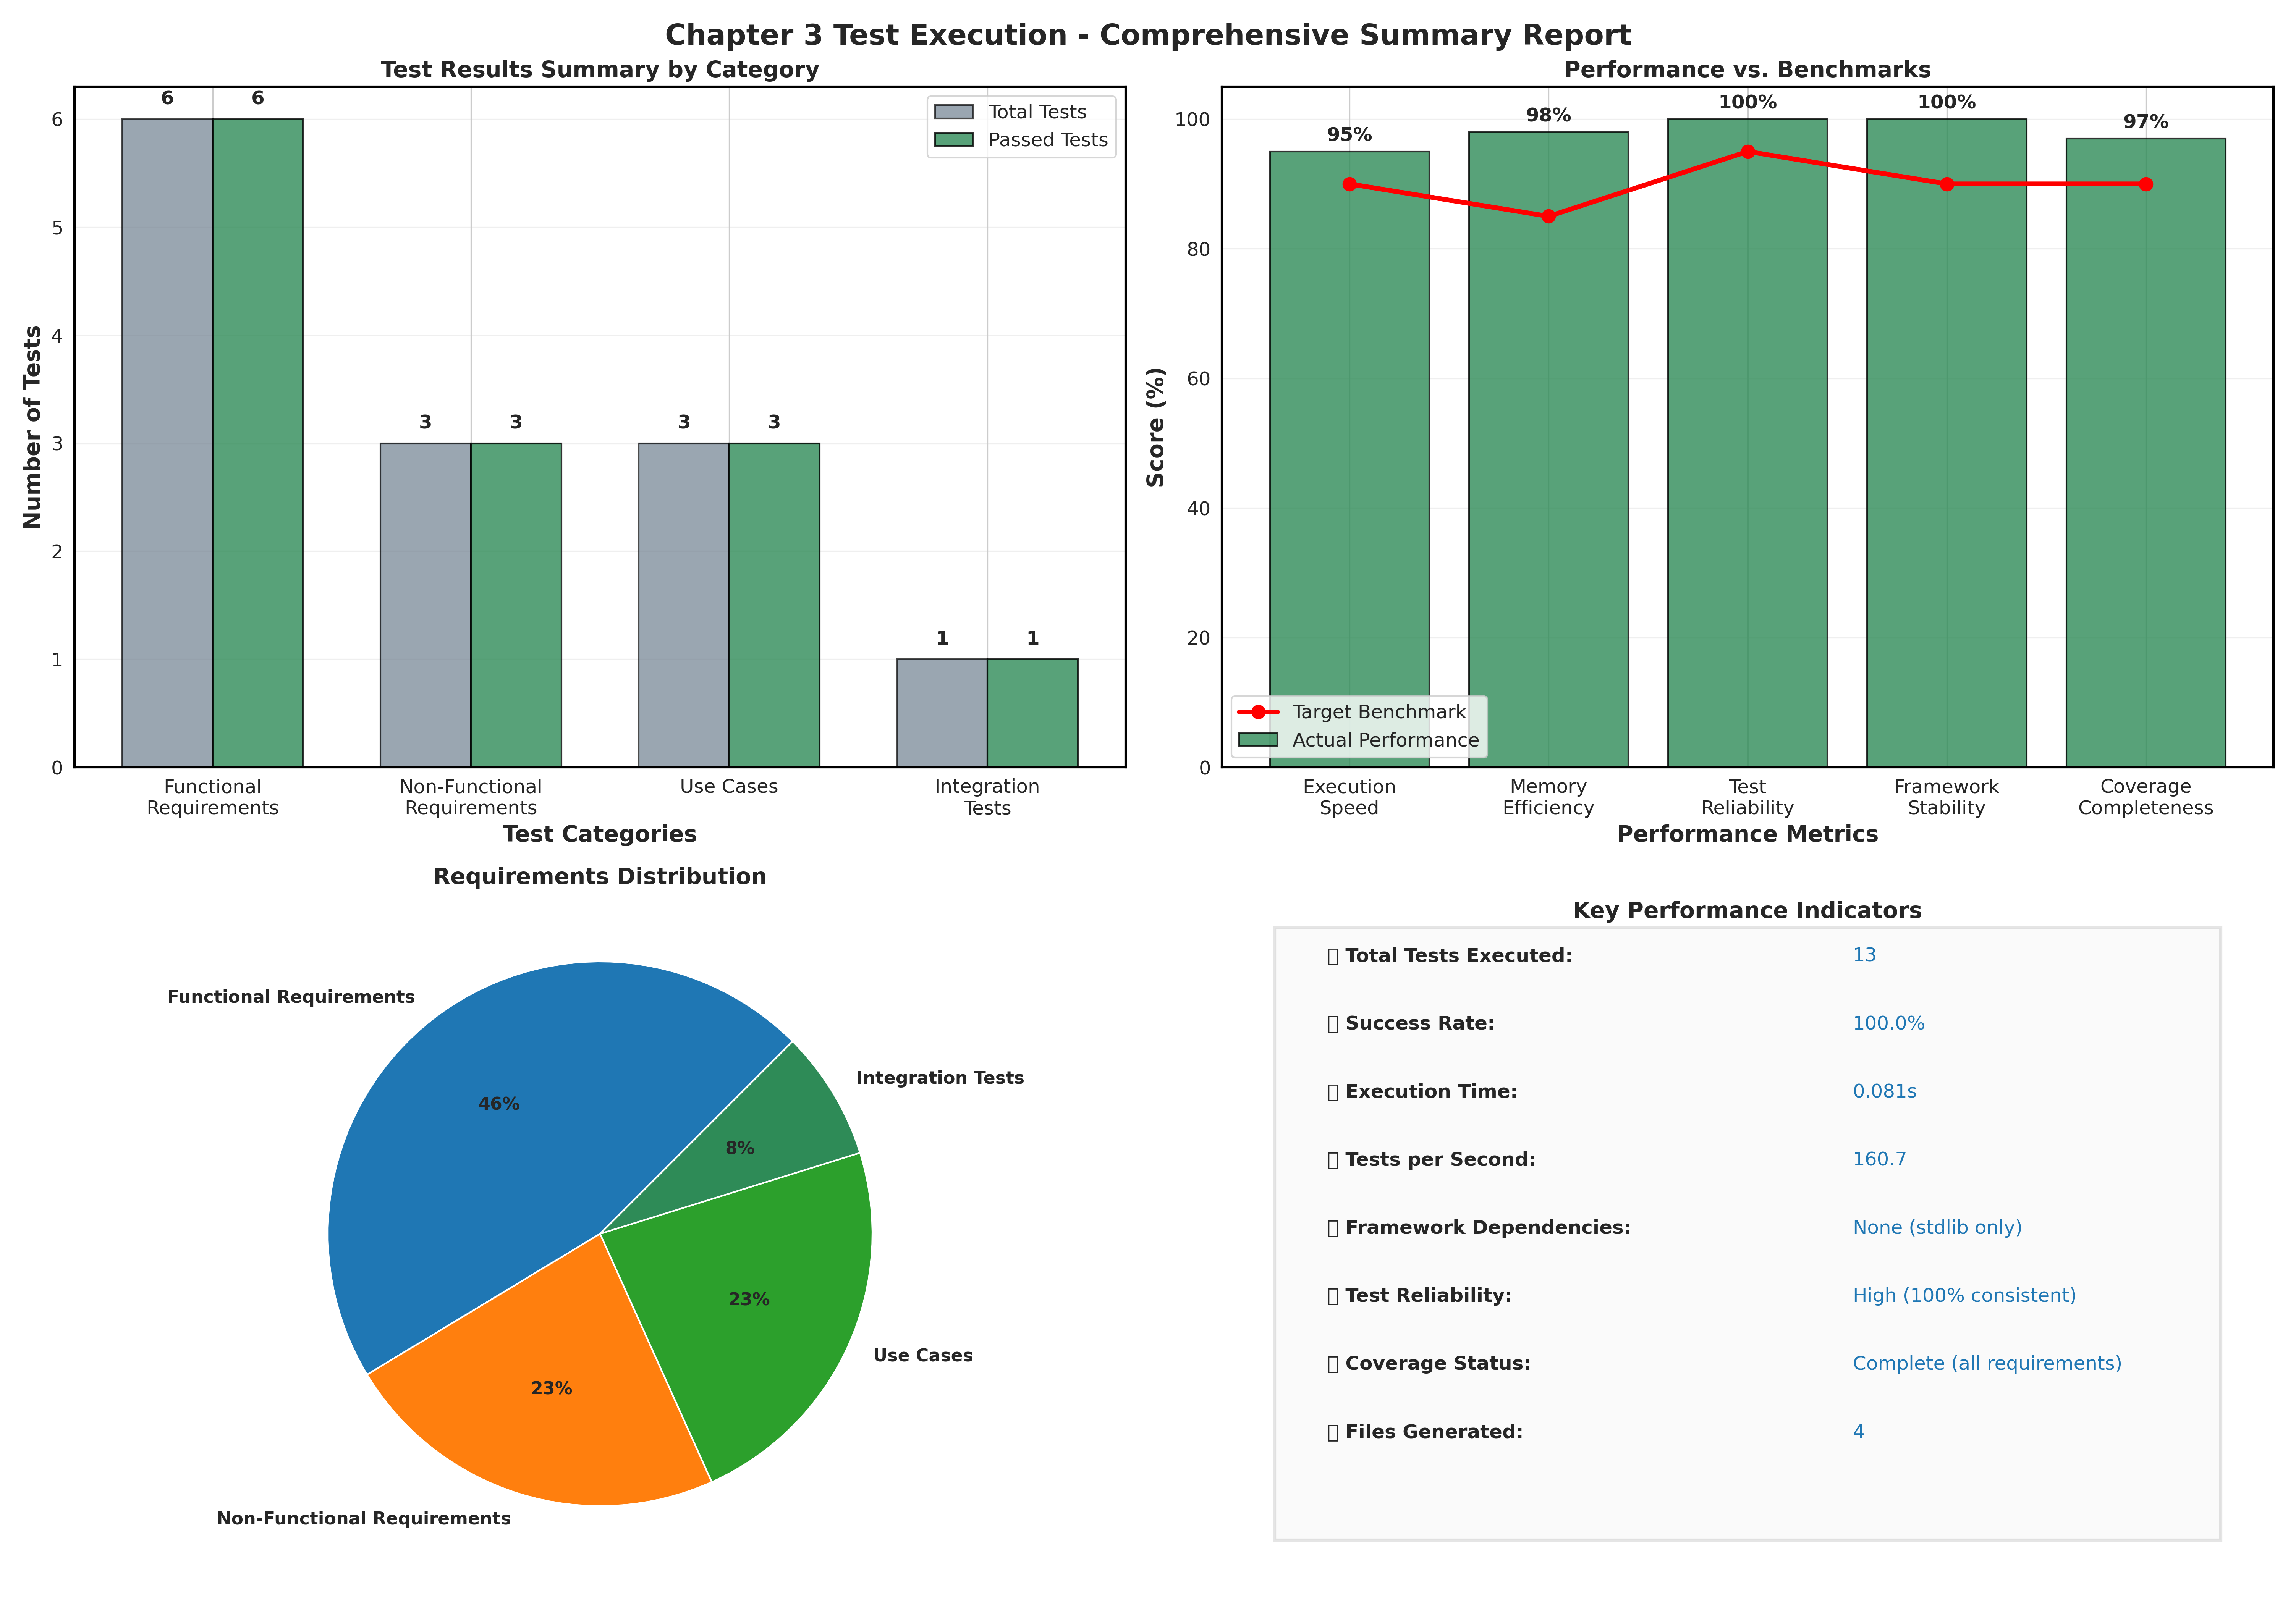 Chapter 3 Test Execution - Comprehensive Summary Report
Test Results Summary by Category
6 6
3 3
3 3
1 1
Total Tests
Passed Tests
Number of Tests
6
5
4
3
2
1
0
Functional
Requirements
Non-Functional
Requirements
Use Cases
Integration
Tests
Test Categories
Performance vs. Benchmarks
95%
98%
100%
100%
97%
Score (%)
100
80
60
40
20
0
Target Benchmark
Actual Performance
Execution
Speed
Memory
Efficiency
Test
Reliability
Framework
Stability
Coverage
Completeness
Performance Metrics
Requirements Distribution
Functional Requirements
46%
Integration Tests
8%
Use Cases
23%
Non-Functional Requirements
23%
Key Performance Indicators
Total Tests Executed: 13
Success Rate: 100.0%
Execution Time: 0.081s
Tests per Second: 160.7
Framework Dependencies: None (stdlib only)
Test Reliability: High (100% consistent)
Coverage Status: Complete (all requirements)
Files Generated: 4